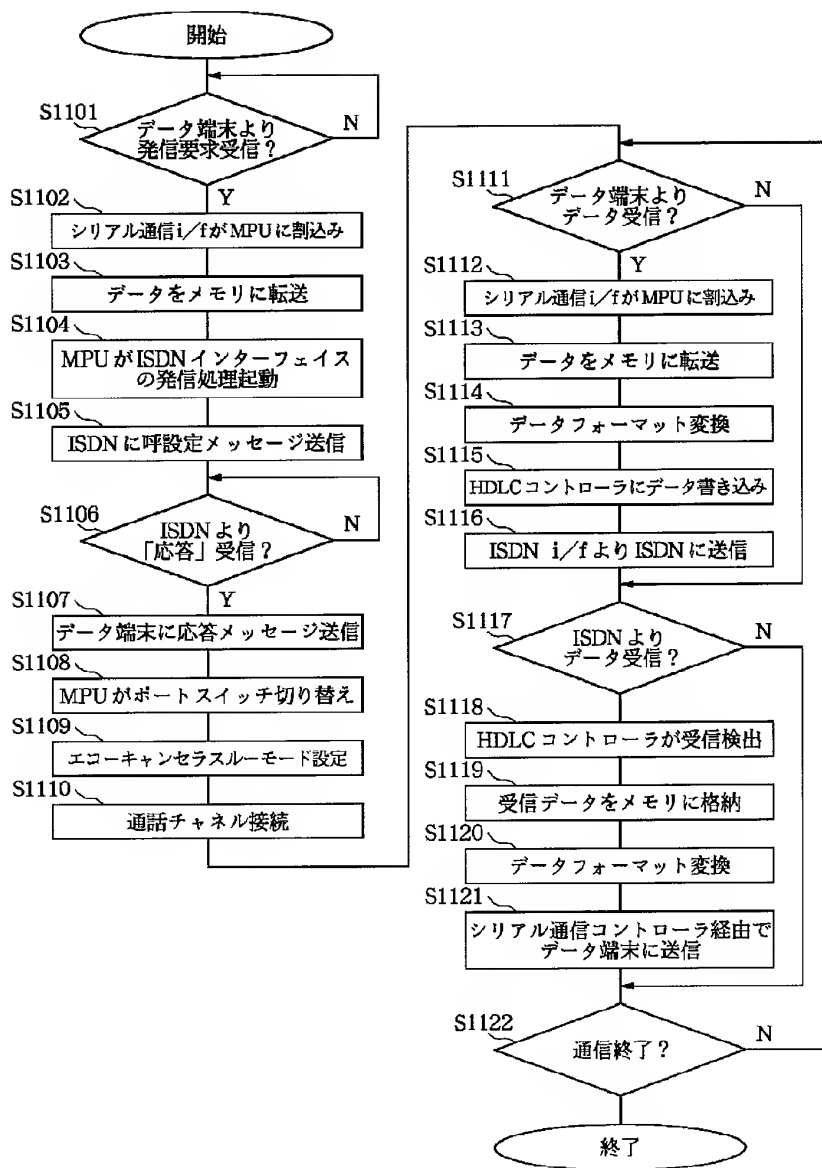 開始
S1101
データ端末より
発信要求受信？
N
Y
S1102
シリアル通信i／fがMPUに割込み
S1103
データをメモリに転送
S1104
MPUがISDNインターフェイス
の発信処理起動
S1105
ISDNに呼設定メッセージ送信
S1106
ISDNより
「応答」受信？
N
Y
S1107
データ端末に応答メッセージ送信
S1108
MPUがポートスイッチ切り替え
S1109
エコーキャンセラスルーモード設定
S1110
通話チャネル接続
S1111
データ端末より
データ受信？
N
Y
S1112
シリアル通信i／fがMPUに割込み
S1113
データをメモリに転送
S1114
データフォーマット変換
S1115
HDLCコントローラにデータ書き込み
S1116
ISDN i／fよりISDNに送信
S1117
ISDNより
データ受信？
N
S1118
HDLCコントローラが受信検出
S1119
受信データをメモリに格納
S1120
データフォーマット変換
S1121
シリアル通信コントローラ経由で
データ端末に送信
S1122
通信終了？
N
終了